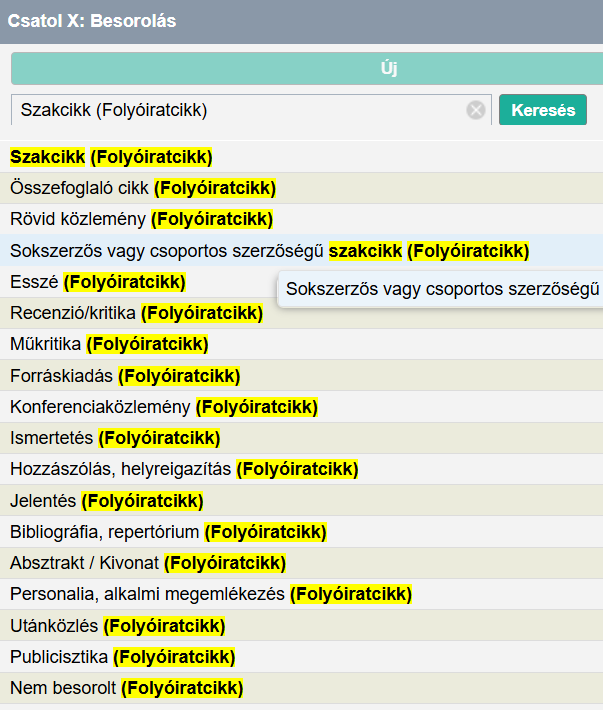 Csatol X: Besorolás
Új
Szakcikk (Folyóiratcikk)
Keresés
Szakcikk (Folyóiratcikk)
Összefoglaló cikk (Folyóiratcikk)
Rövid közlemény (Folyóiratcikk)
Sokszerzős vagy csoportos szerzőségű szakcikk (Folyóiratcikk)
Esszé (Folyóiratcikk)
Sokszerzős vagy csoportos szerzőségű
Recenzió/kritika (Folyóiratcikk)
Műkritika (Folyóiratcikk)
Forráskiadás (Folyóiratcikk)
Konferenciaközlemény (Folyóiratcikk)
Ismertetés (Folyóiratcikk)
Hozzászólás, helyreigazítás (Folyóiratcikk)
Jelentés (Folyóiratcikk)
Bibliográfia, repertórium (Folyóiratcikk)
Absztrakt / Kivonat (Folyóiratcikk)
Personalia, alkalmi megemlékezés (Folyóiratcikk)
Utánközlés (Folyóiratcikk)
Publicisztika (Folyóiratcikk)
Nem besorolt (Folyóiratcikk)